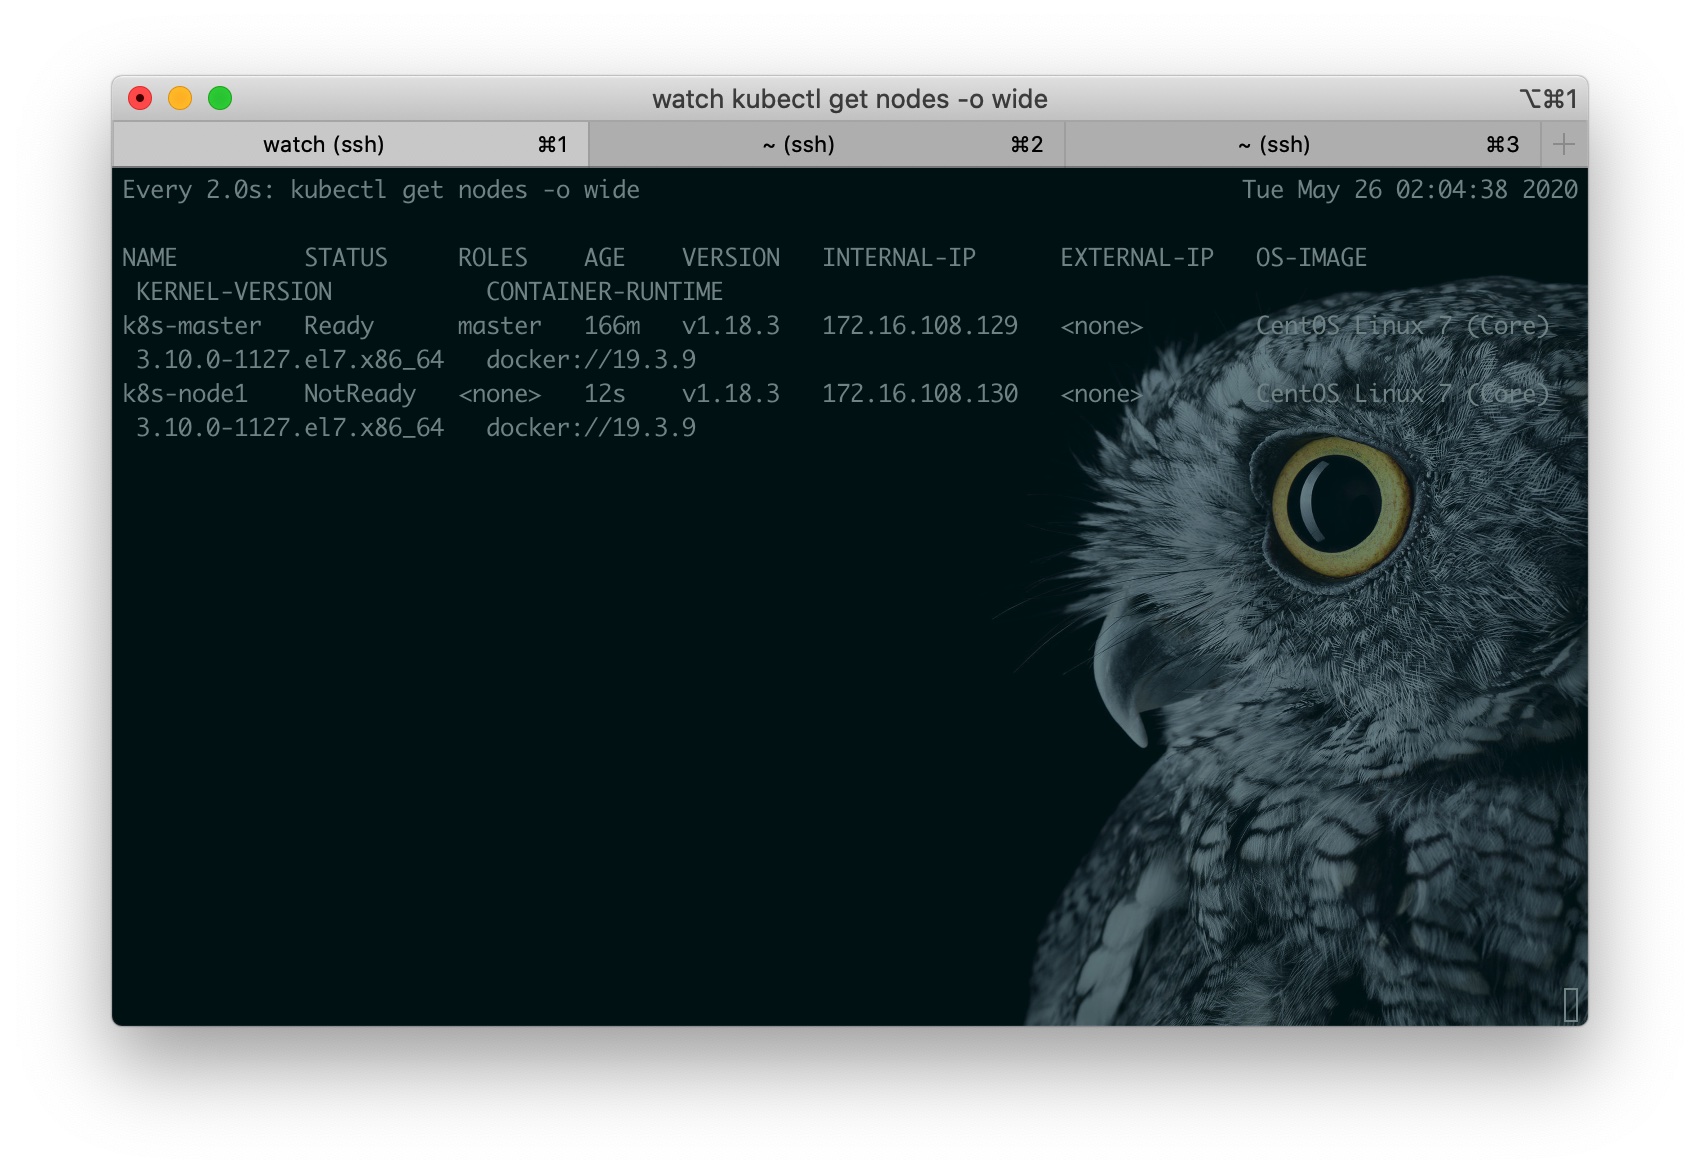 watch kubectl get nodes -o wide ⌥⌘1
watch (ssh) ⌘1 ~ (ssh) ⌘2 ~ (ssh) ⌘3 +
Every 2.0s: kubectl get nodes -o wide Tue May 26 02:04:38 2020
NAME STATUS ROLES AGE VERSION INTERNAL-IP EXTERNAL-IP OS-IMAGE
KERNEL-VERSION CONTAINER-RUNTIME
k8s-master Ready master 166m v1.18.3 172.16.108.129 <none> CentOS Linux 7 (Core)
3.10.0-1127.el7.x86_64 docker://19.3.9
k8s-node1 NotReady <none> 12s v1.18.3 172.16.108.130 <none> CentOS Linux 7 (Core)
3.10.0-1127.el7.x86_64 docker://19.3.9